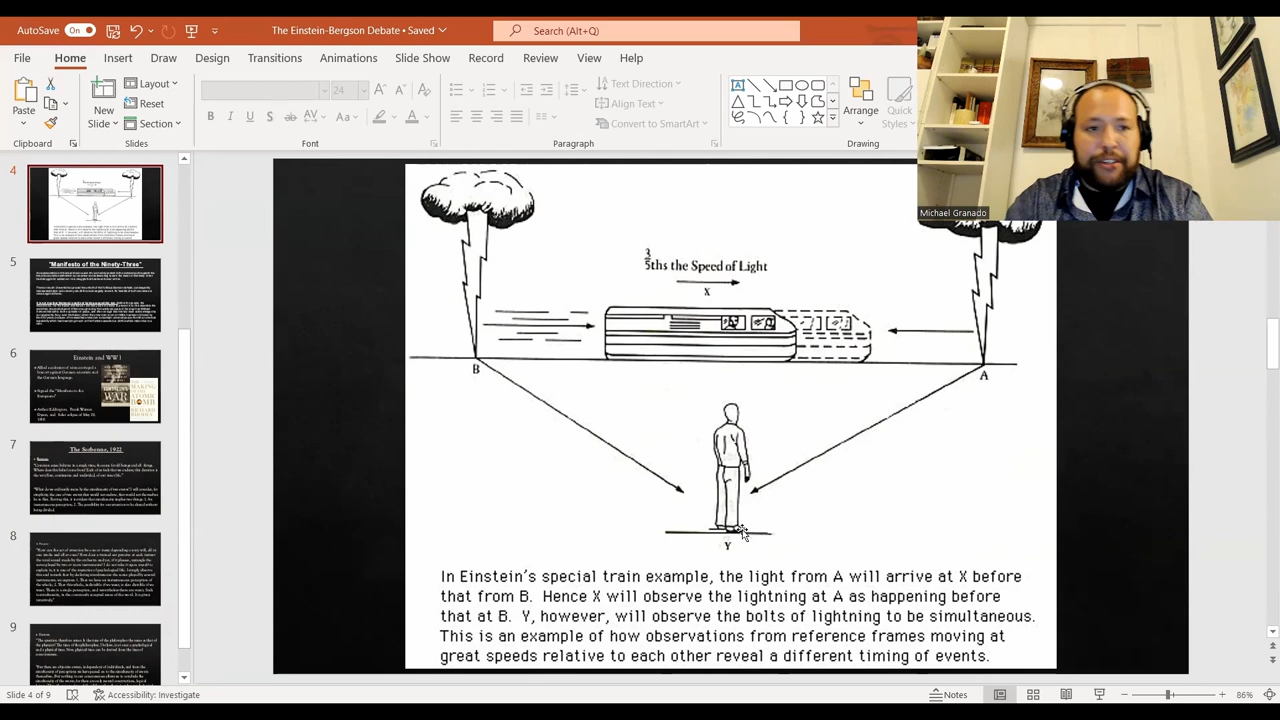 AutoSave
On
The Einstein-Bergson Debate • Saved
Search (Alt+Q)
File
Home
Insert
Draw
Design
Transitions
Animations
Slide Show
Record
Review
View
Help
Paste
New
Slide
Layout
Reset
Section
24
Text Direction
Align Text
Convert to SmartArt
Arrange
Quick
Styles
Clipboard
Slides
Font
Paragraph
Drawing
Michael Granado
4
5
"Manifesto of the Ninety-Three"
6
Einstein and WW I
7
The Sorbonne, 1922
8
9
3/5ths the Speed of Light
X
B
A
Y
In Einstein's original train example, the light from A will arrive at X before
that from B. Hence X will observe the lightning at A as happening before
that at B. Y, however, will observe the bolts of lightning to be simultaneous.
This is an example of how observations from reference frames moving at
great speeds relative to each other reveal a different timing of events.
Slide 4 of 9
Accessibility: Investigate
Notes
86%